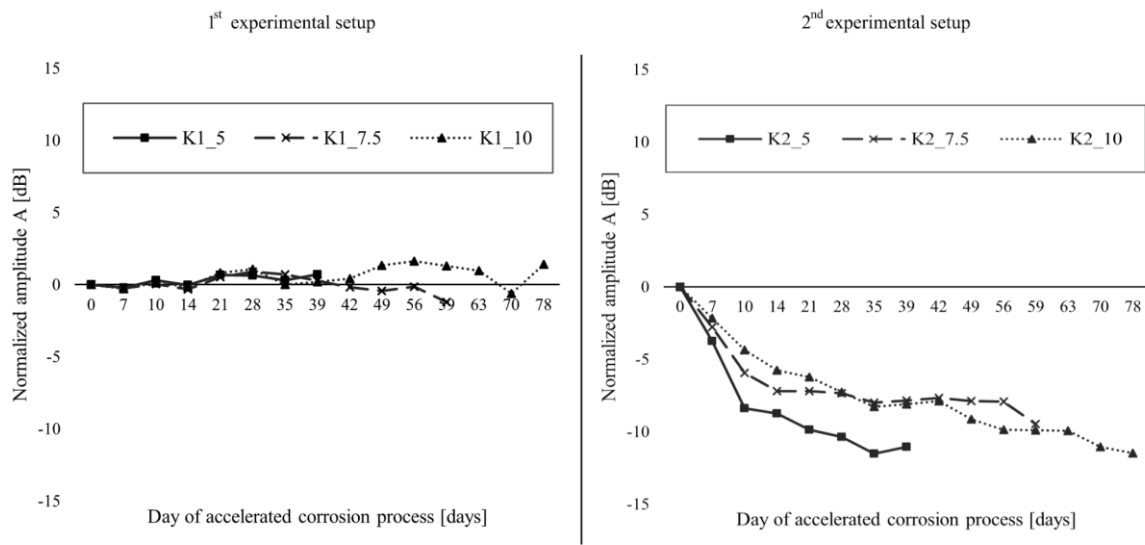 1st experimental setup
15
10
5
0
-5
-10
-15
Normalized amplitude A [dB]
K1_5 K1_7.5 K1_10
0 7 10 14 21 28 35 39 42 49 56 59 63 70 78
Day of accelerated corrosion process [days]
2nd experimental setup
15
10
5
0
-5
-10
-15
Normalized amplitude A [dB]
K2_5 K2_7.5 K2_10
0 7 10 14 21 28 35 39 42 49 56 59 63 70 78
Day of accelerated corrosion process [days]